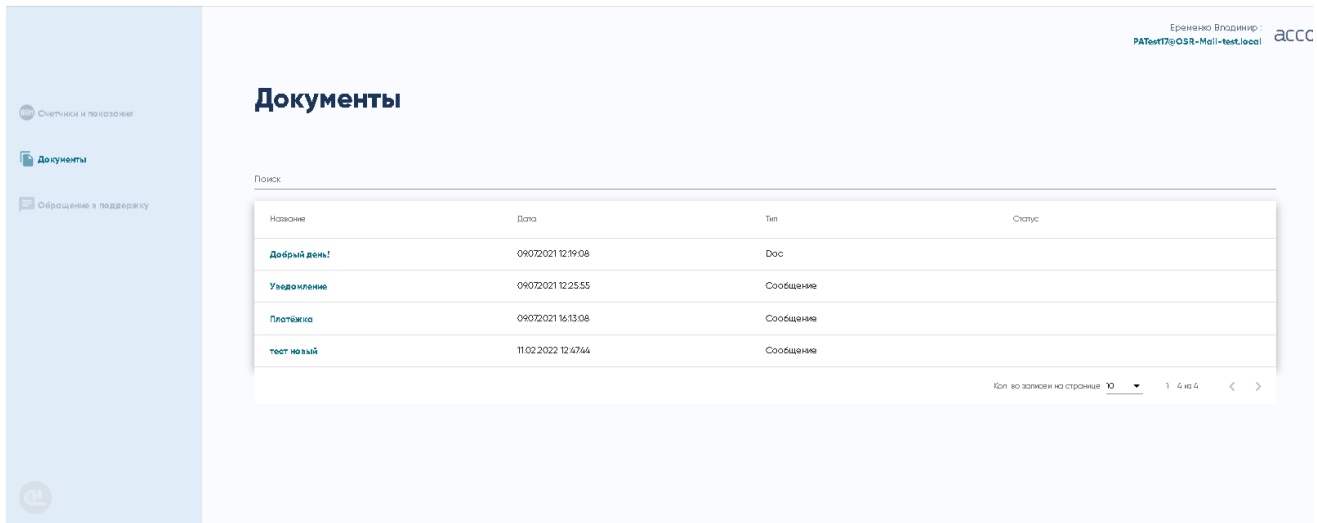 Еременко Владимир :
PATest17@OSR-Mail-test.local
acco
Документы
Счетчики и показания
Документы
Обращение в поддержку
Поиск
Название Дата Тип Статус
Добрый день! 09.07.2021 12:19:08 Doc
Уведомление 09.07.2021 12:25:55 Сообщение
Платёжка 09.07.2021 16:13:08 Сообщение
тест новый 11.02.2022 12:47:44 Сообщение
Кол во записей на странице 10 1 4 из 4